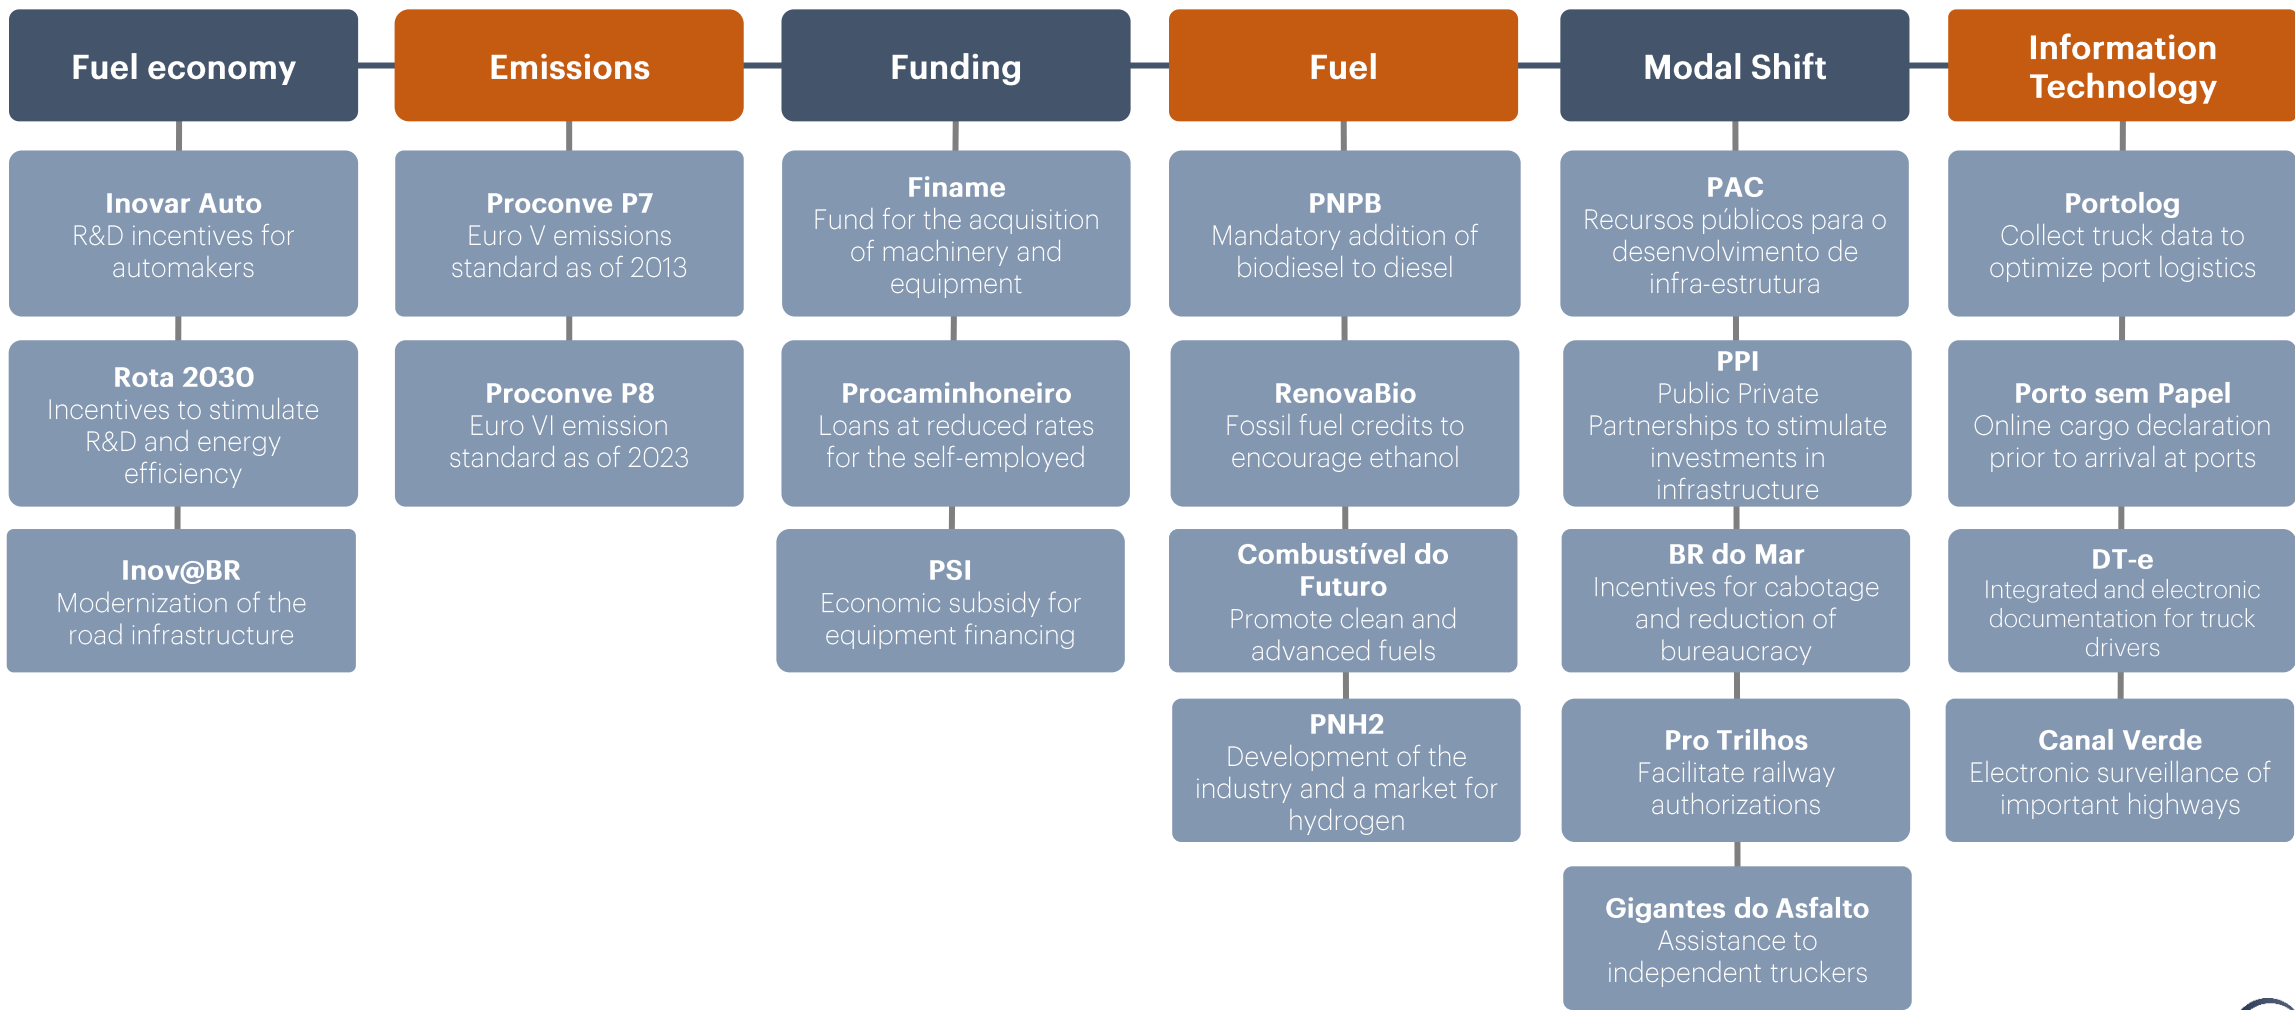 Fuel economy
Inovar Auto
R&D incentives for
automakers
Rota 2030
Incentives to stimulate
R&D and energy
efficiency
Inov@BR
Modernization of the
road infrastructure
Emissions
Proconve P7
Euro V emissions
standard as of 2013
Proconve P8
Euro VI emission
standard as of 2023
Funding
Finame
Fund for the acquisition
of machinery and
equipment
Procaminhoneiro
Loans at reduced rates
for the self-employed
PSI
Economic subsidy for
equipment financing
Fuel
PNPB
Mandatory addition of
biodiesel to diesel
RenovaBio
Fossil fuel credits to
encourage ethanol
Combustível do
Futuro
Promote clean and
advanced fuels
PNH2
Development of the
industry and a market for
hydrogen
Modal Shift
PAC
Recursos públicos para o
desenvolvimento de
infra-estrutura
PPI
Public Private
Partnerships to stimulate
investments in
infrastructure
BR do Mar
Incentives for cabotage
and reduction of
bureaucracy
Pro Trilhos
Facilitate railway
authorizations
Gigantes do Asfalto
Assistance to
independent truckers
Information
Technology
Portolog
Collect truck data to
optimize port logistics
Porto sem Papel
Online cargo declaration
prior to arrival at ports
DT-e
Integrated and electronic
documentation for truck
drivers
Canal Verde
Electronic surveillance of
important highways